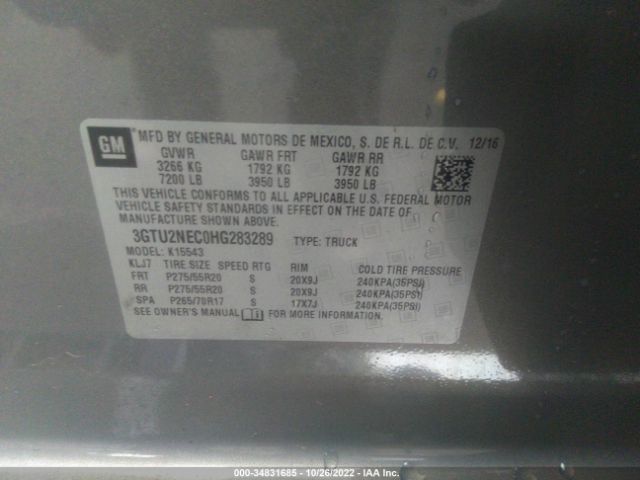 GM
MFD BY GENERAL MOTORS DE MEXICO, S. DE R.L. DE C.V. 12/16
GVWR GAWR FRT GAWR RR
3266 KG 1792 KG 1792 KG
7200 LB 3950 LB 3950 LB
THIS VEHICLE CONFORMS TO ALL APPLICABLE U.S. FEDERAL MOTOR
VEHICLE SAFETY STANDARDS IN EFFECT ON THE DATE OF
MANUFACTURE SHOWN ABOVE.
3GTU2NEC0HG283289 TYPE: TRUCK
MODEL: K15543
KLJ7 TIRE SIZE SPEED RTG RIM COLD TIRE PRESSURE
FRT P275/55R20 S 20X9J 240KPA(35PSI)
RR P275/55R20 S 20X9J 240KPA(35PSI)
SPA P265/70R17 S 17X7J 240KPA(35PSI)
SEE OWNER'S MANUAL FOR MORE INFORMATION
000-34831685 - 10/26/2022 - IAA Inc.